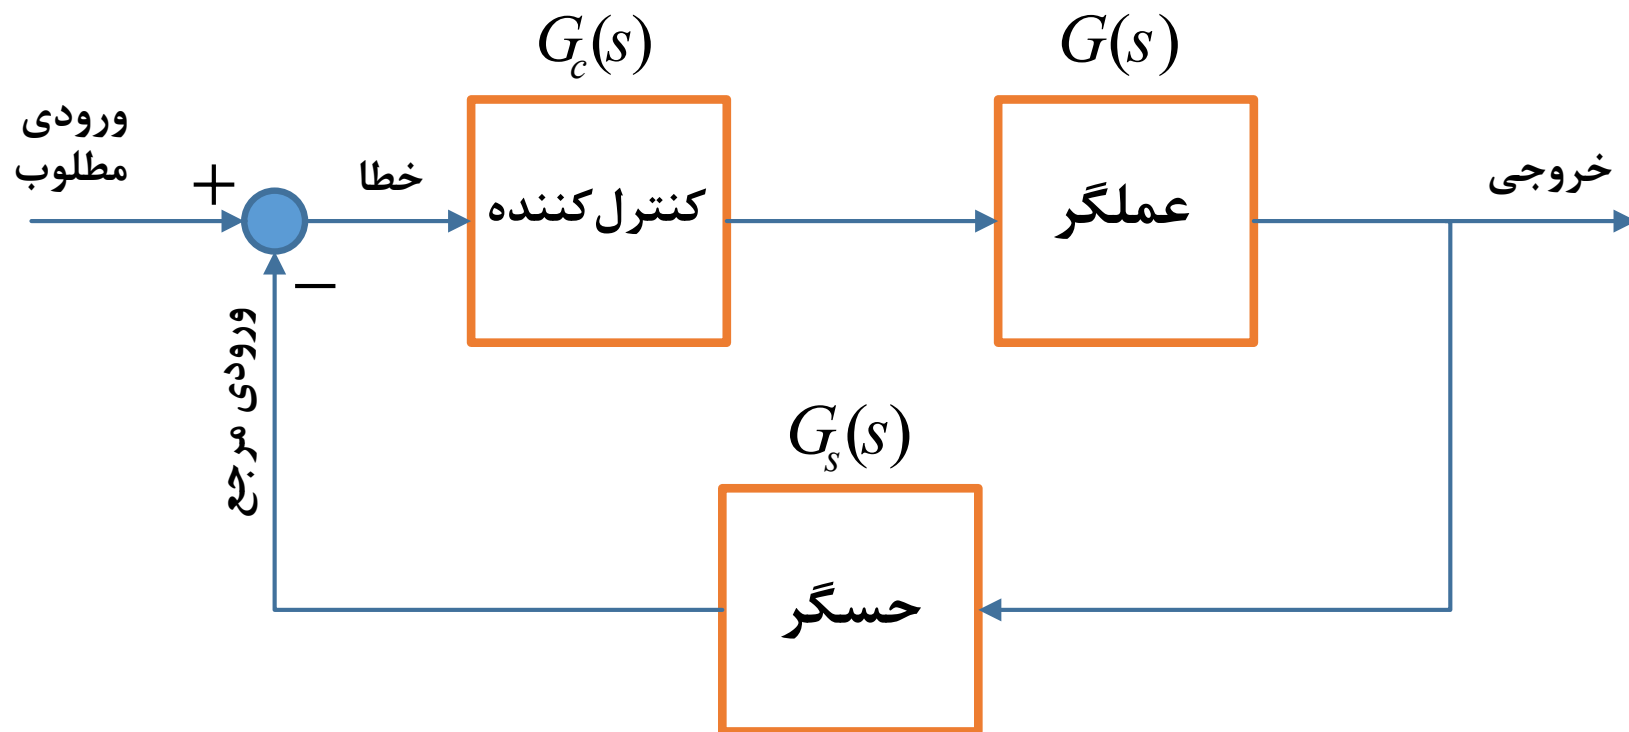 G_c(s)
G(s)
ورودی
مطلوب
+
خطا
کنترل‌کننده
عملگر
خروجی
−
ورودی مرجع
G_s(s)
حسگر